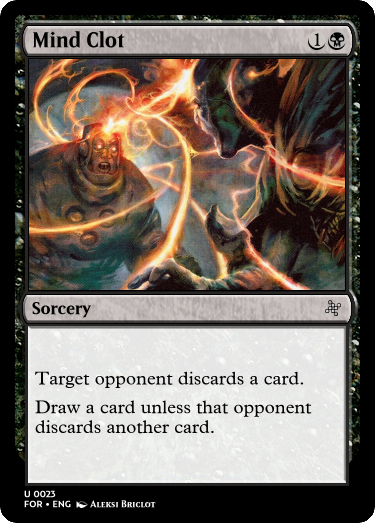 Mind Clot 1
Sorcery
Target opponent discards a card.
Draw a card unless that opponent
discards another card.
U 0023
FOR • ENG Aleksi Briclot